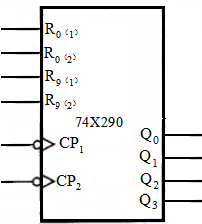 R₀ (1)
R₀ (2)
R₉ (1)
R₉ (2)
74X290
CP₁
CP₂
Q₀
Q₁
Q₂
Q₃